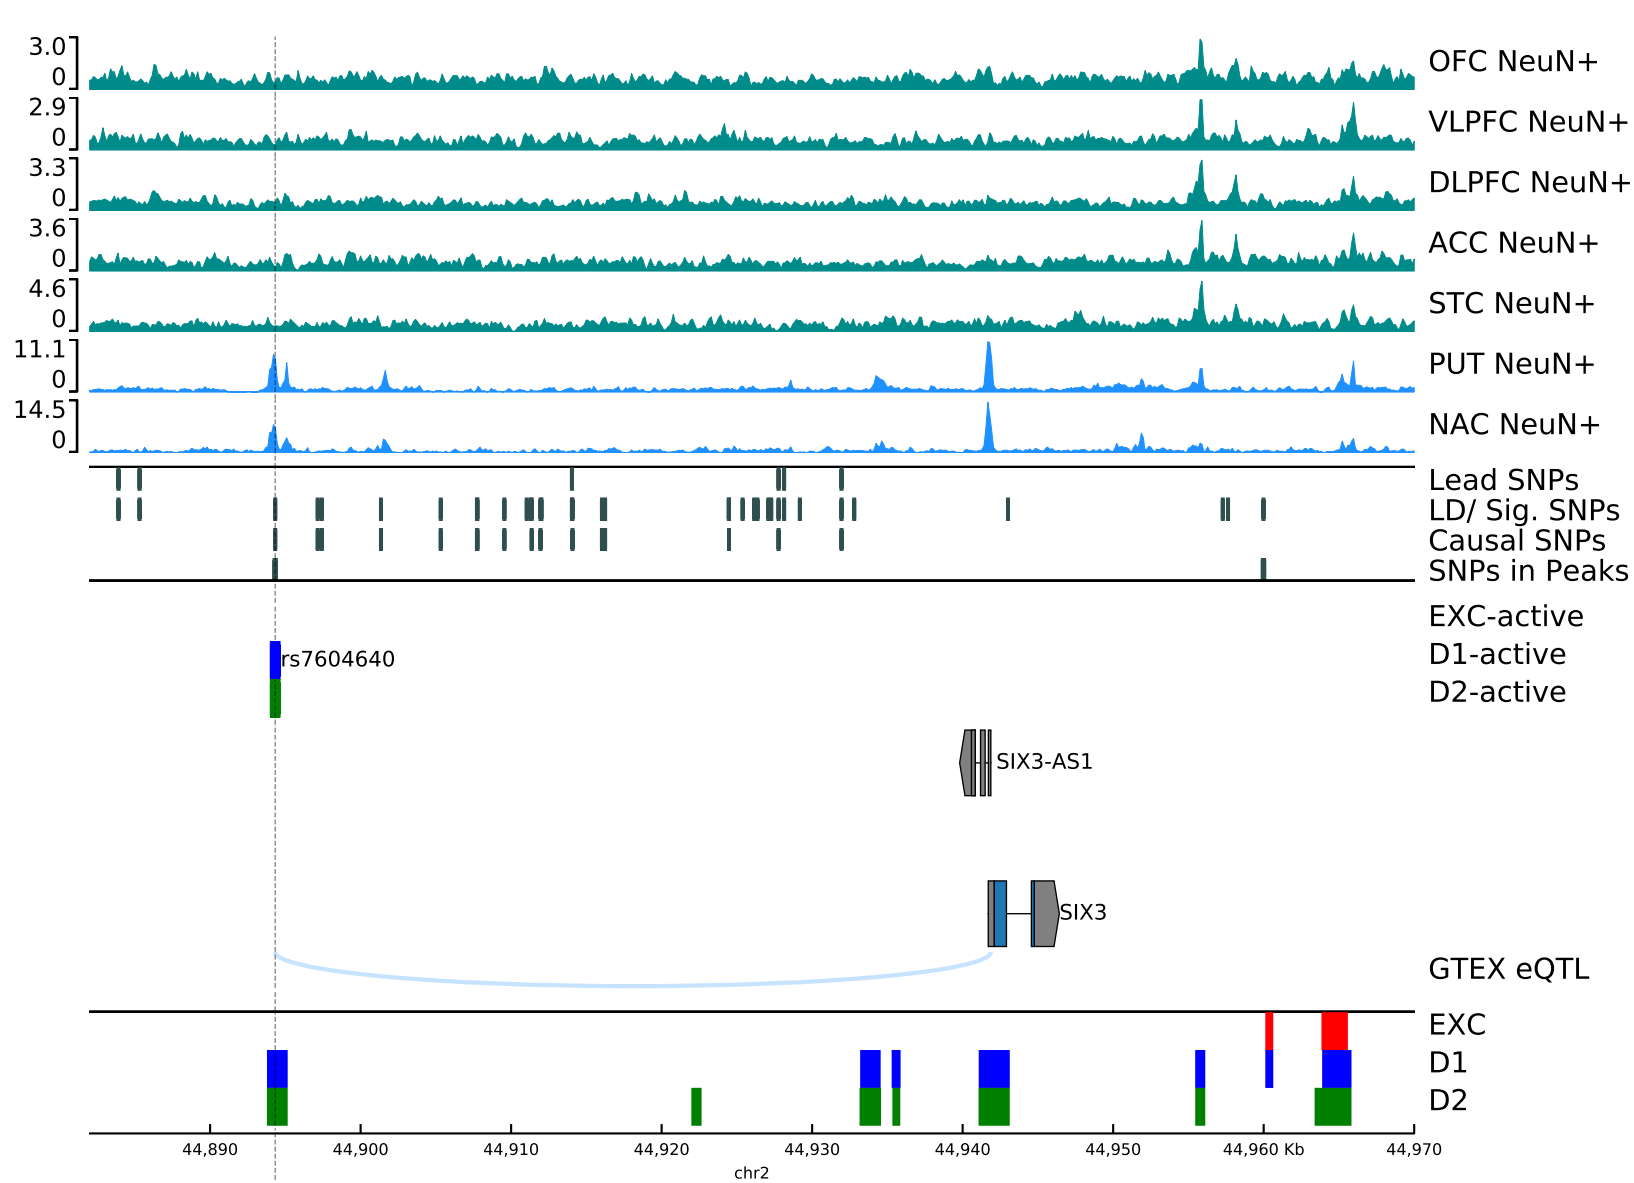 3.0
0
OFC NeuN+
2.9
0
VLPFC NeuN+
3.3
0
DLPFC NeuN+
3.6
0
ACC NeuN+
4.6
0
STC NeuN+
11.1
0
PUT NeuN+
14.5
0
NAC NeuN+
Lead SNPs
LD/ Sig. SNPs
Causal SNPs
SNPs in Peaks
EXC-active
rs7604640
D1-active
D2-active
SIX3-AS1
SIX3
GTEX eQTL
EXC
D1
D2
44,890 44,900 44,910 44,920 44,930 44,940 44,950 44,960 Kb 44,970
chr2